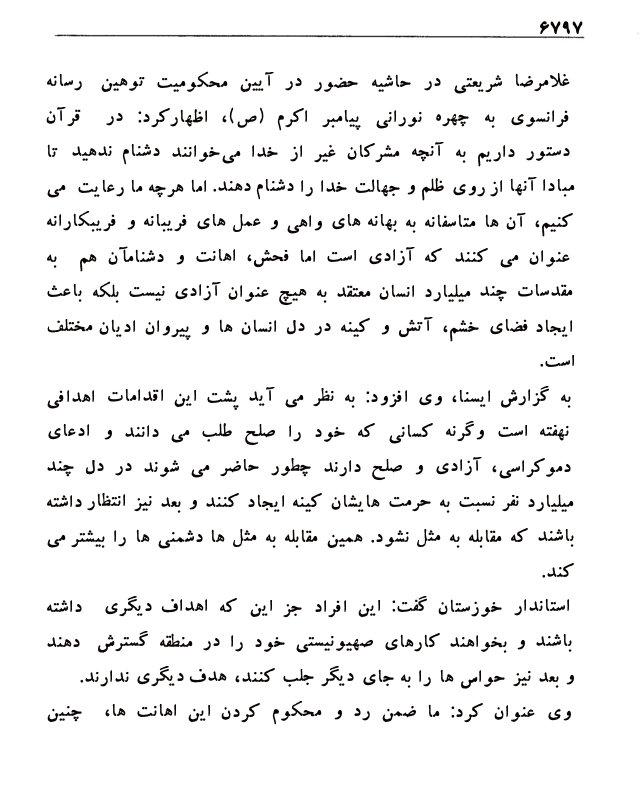 ۶۷۹۷
غلامرضا شریعتی در حاشیه حضور در آیین محکومیت توهین رسانه
فرانسوی به چهره نورانی پیامبر اکرم (ص)، اظهارکرد: در قرآن
دستور داریم به آنچه مشرکان غیر از خدا می‌خوانند دشنام ندهید تا
مبادا آنها از روی ظلم و جهالت خدا را دشنام دهند. اما هرچه ما رعایت می
کنیم، آن ها متاسفانه به بهانه های واهی و عمل های فریبانه و فریبکارانه
عنوان می کنند که آزادی است اما فحش، اهانت و دشنامآن هم به
مقدسات چند میلیارد انسان معتقد به هیچ عنوان آزادی نیست بلکه باعث
ایجاد فضای خشم، آتش و کینه در دل انسان ها و پیروان ادیان مختلف
است.
به گزارش ایسنا، وی افزود: به نظر می آید پشت این اقدامات اهدافی
نهفته است وگرنه کسانی که خود را صلح طلب می دانند و ادعای
دموکراسی، آزادی و صلح دارند چطور حاضر می شوند در دل چند
میلیارد نفر نسبت به حرمت هایشان کینه ایجاد کنند و بعد نیز انتظار داشته
باشند که مقابله به مثل نشود. همین مقابله به مثل ها دشمنی ها را بیشتر می
کند.
استاندار خوزستان گفت: این افراد جز این که اهداف دیگری داشته
باشند و بخواهند کارهای صهیونیستی خود را در منطقه گسترش دهند
و بعد نیز حواس ها را به جای دیگر جلب کنند، هدف دیگری ندارند.
وی عنوان کرد: ما ضمن رد و محکوم کردن این اهانت ها، چنین